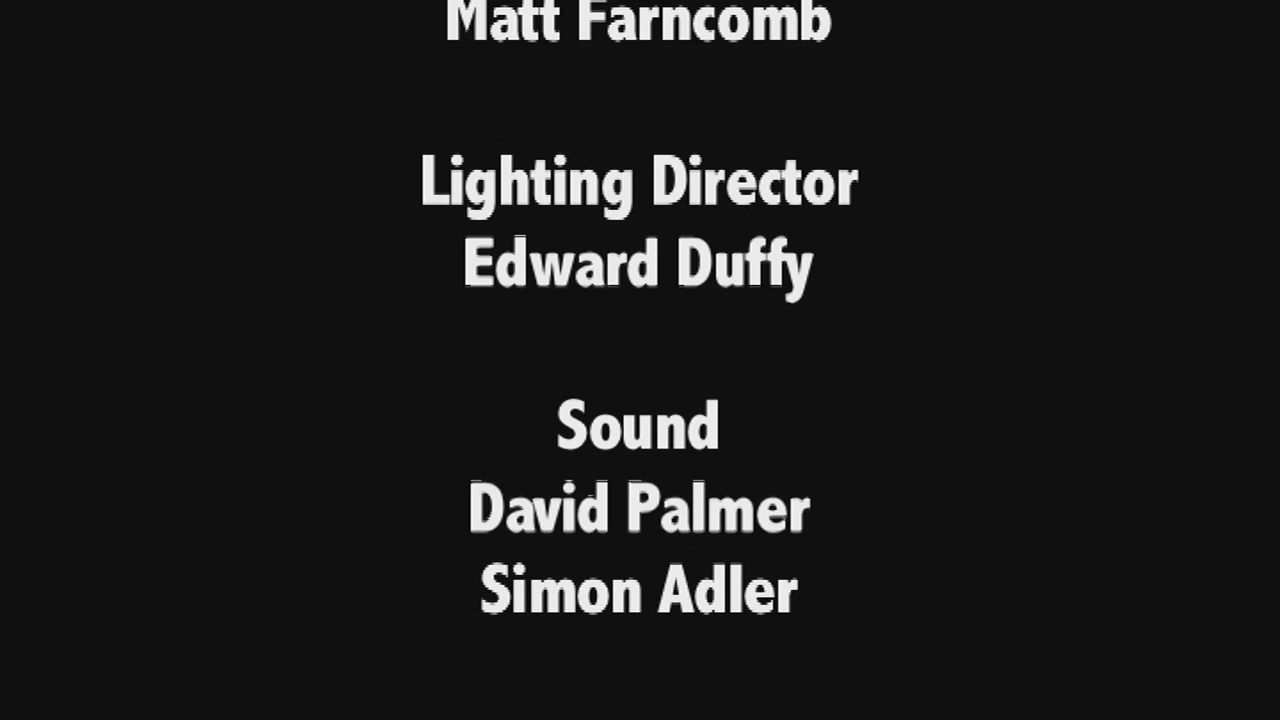 Matt Farncomb
Lighting Director
Edward Duffy
Sound
David Palmer
Simon Adler